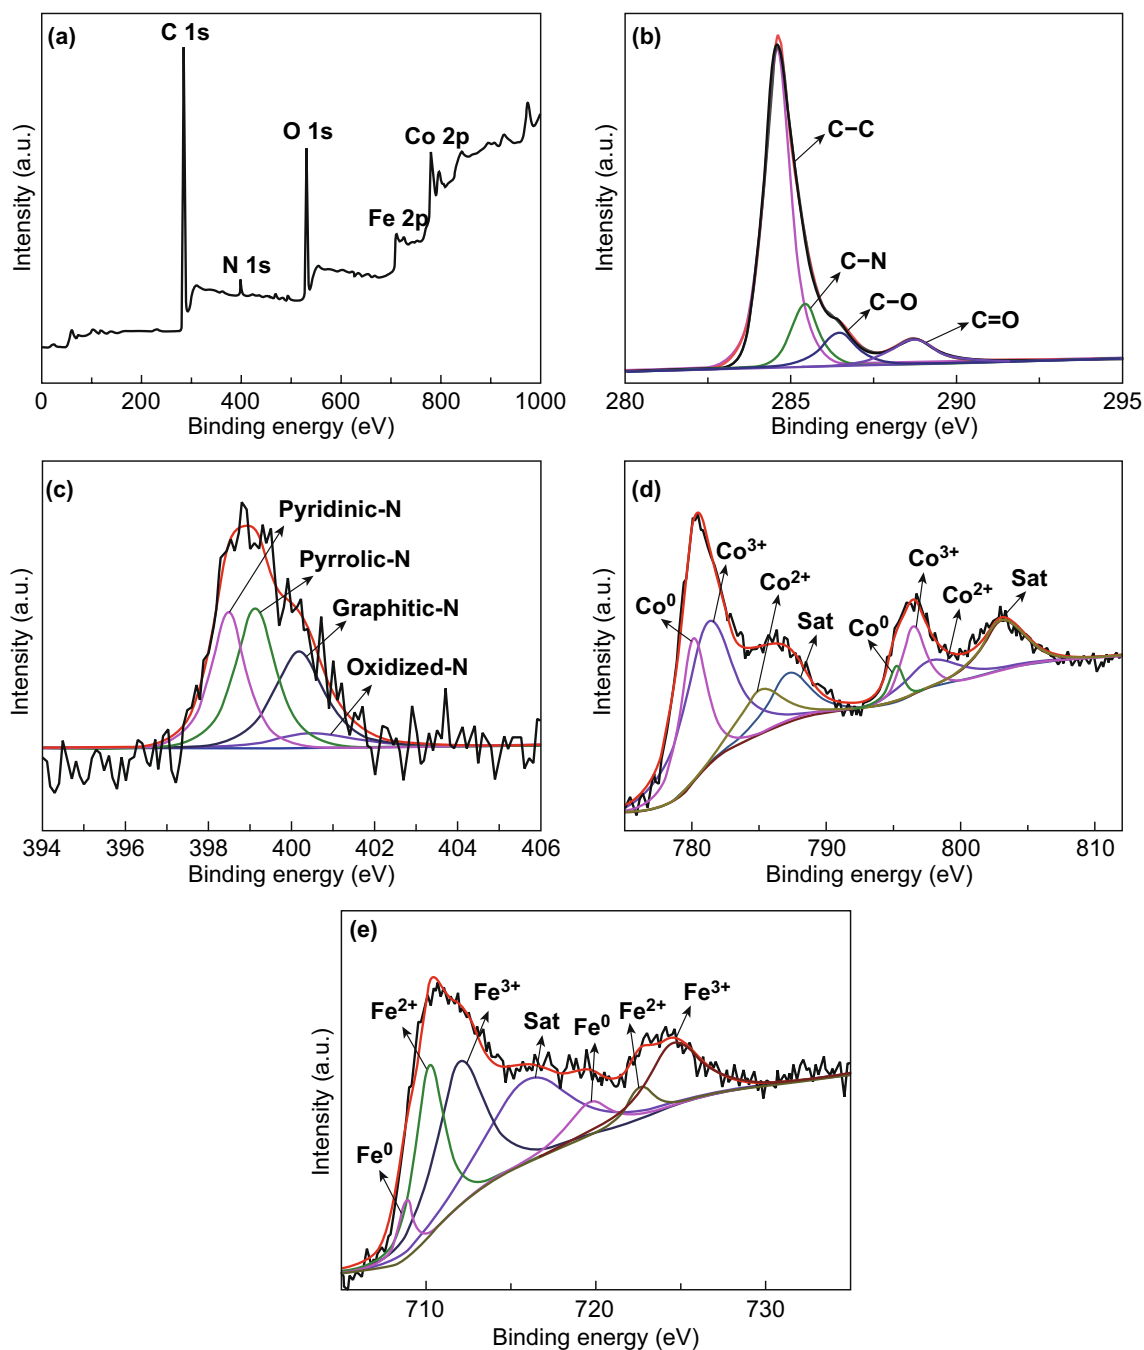 (a)
C 1s
N 1s
O 1s
Fe 2p
Co 2p
Intensity (a.u.)
0 200 400 600 800 1000
Binding energy (eV)
(b)
C−C
C−N
C−O
C=O
Intensity (a.u.)
280 285 290 295
Binding energy (eV)
(c)
Pyridinic-N
Pyrrolic-N
Graphitic-N
Oxidized-N
Intensity (a.u.)
394 396 398 400 402 404 406
Binding energy (eV)
(d)
Co⁰
Co³⁺
Co²⁺
Sat
Co⁰
Co³⁺
Co²⁺
Sat
Intensity (a.u.)
780 790 800 810
Binding energy (eV)
(e)
Fe⁰
Fe²⁺
Fe³⁺
Sat
Fe⁰
Fe²⁺
Fe³⁺
Intensity (a.u.)
710 720 730
Binding energy (eV)